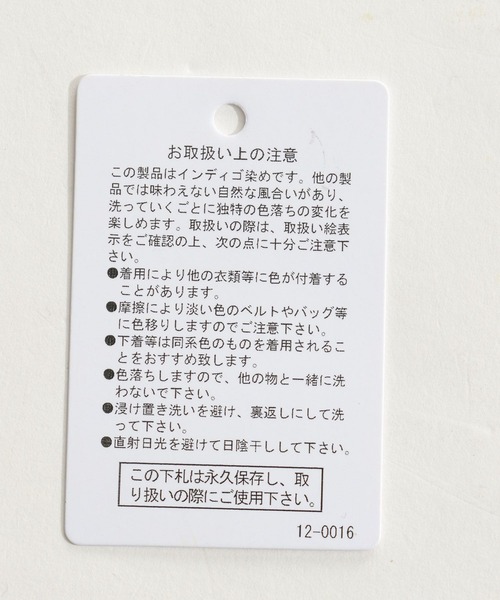 お取扱い上の注意
この製品はインディゴ染めです。他の製
品では味わえない自然な風合いがあり、
洗っていくごとに独特の色落ちの変化を
楽しめます。取扱いの際は、取扱い絵表
示をご確認の上、次の点に十分ご注意下
さい。
●着用により他の衣類等に色が付着する
ことがあります。
●摩擦により淡い色のベルトやバッグ等
に色移りしますのでご注意下さい。
●下着等は同系色のものを着用されるこ
とをおすすめ致します。
●色落ちしますので、他の物と一緒に洗
わないで下さい。
●浸け置き洗いを避け、裏返しにして洗
って下さい。
●直射日光を避けて日陰干しして下さい。
この下札は永久保存し、取
り扱いの際にご使用下さい。
12-0016